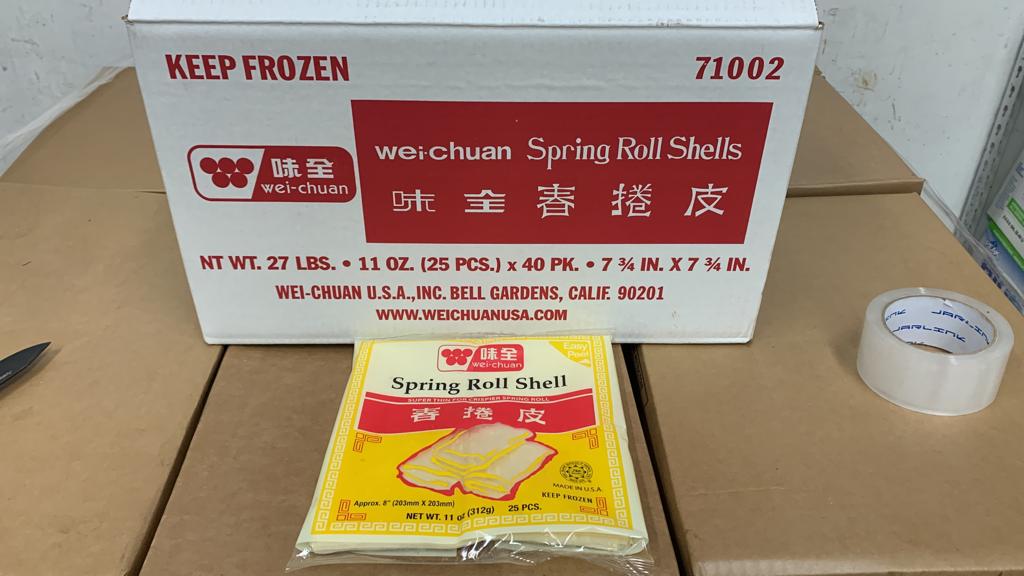 KEEP FROZEN
71002
味全
wei-chuan
wei-chuan Spring Roll Shells
味全春捲皮
NT WT. 27 LBS. • 11 OZ. (25 PCS.) x 40 PK. • 7 ¾ IN. X 7 ¾ IN.
WEI-CHUAN U.S.A.,INC. BELL GARDENS, CALIF. 90201
WWW.WEICHUANUSA.COM
JARLINK
JARLINK
味全
wei-chuan
Easy
Peel
Spring Roll Shell
SUPER THIN FOR CRISPIER SPRING ROLL
春捲皮
MADE IN U.S.A.
KEEP FROZEN
Approx. 8" (203mm X 203mm)
NET WT. 11 oz (312g) 25 PCS.